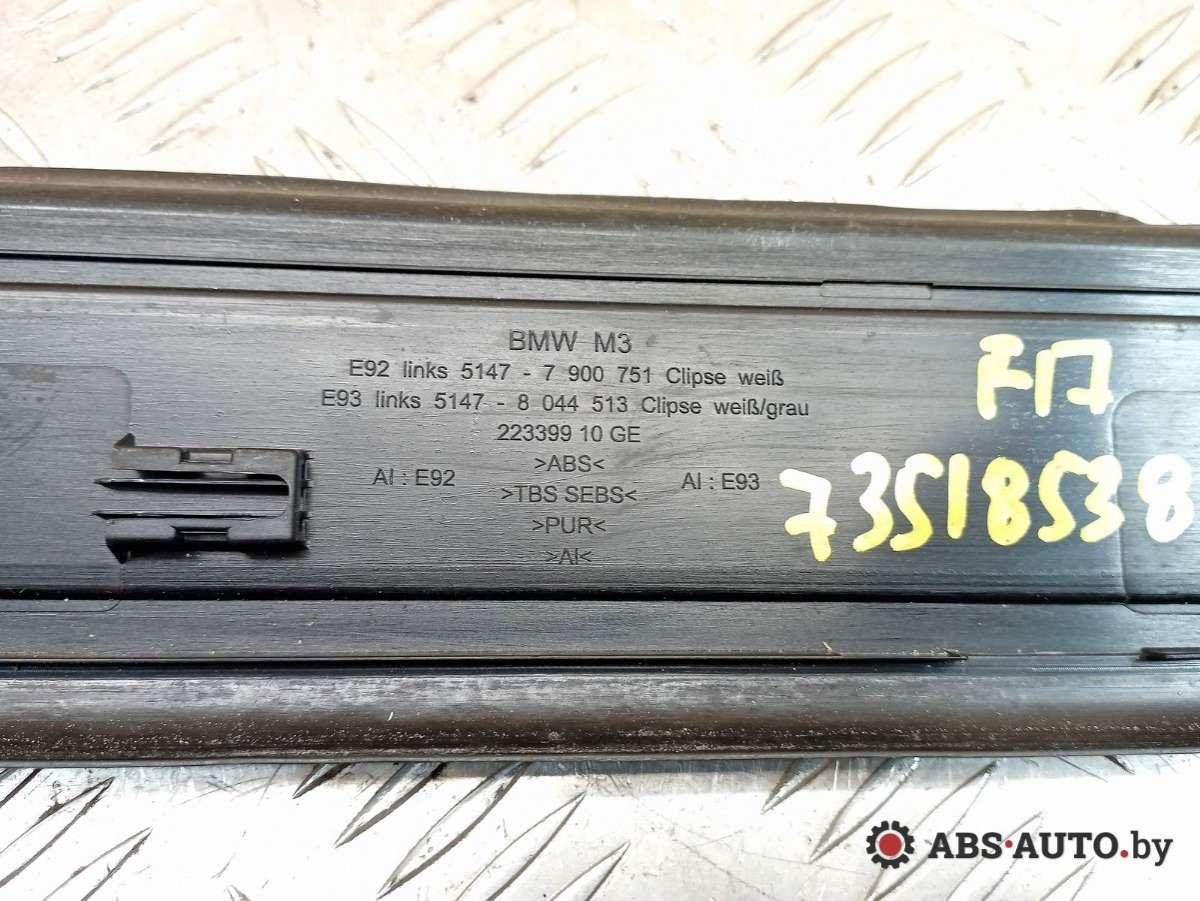 BMW M3
E92 links 5147 - 7 900 751 Clipse weiß
E93 links 5147 - 8 044 513 Clipse weiß/grau
223399 10 GE
>ABS<
AI : E92
>TBS SEBS<
AI : E93
>PUR<
>AI<
F17
73518538
ABS·AUTO.by